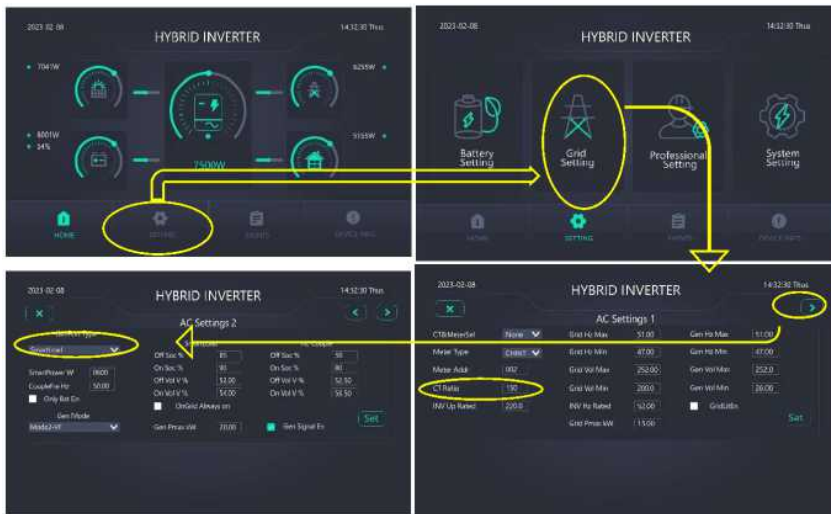 2023-02-08 14:32:30 Thus
HYBRID INVERTER
7041W
6255W
8001W
34%
5155W
7500W
HOME
SETTING
EVENTS
DEVICE INFO
2023-02-08 14:32:30 Thus
HYBRID INVERTER
Battery Setting
Grid Setting
Professional Setting
System Setting
HOME
SETTING
EVENTS
DEVICE INFO
2023-02-08 14:32:30 Thus
HYBRID INVERTER
AC Settings 2
Smartload
AC Couple
Off Soc % 85 Off Soc %
SmartPower W 0600 On Soc % 90 On Soc % 80
CoupleFre Hz 50.00 Off Vol V % 52.00 Off Vol V % 52.50
Only Bat En On Vol V % 54.00 On Vol V % 53.50
OnGrid Always on
Gen Mode
Mode2-VF Gen Pmax kW 20.00 Gen Signal En
Set
2023-02-08 14:32:30 Thus
HYBRID INVERTER
AC Settings 1
CT&MeterSel None Grid Hz Max 51.00 Gen Hz Max 51.00
Meter Type CHINT Grid Hz Min 47.00 Gen Hz Min 47.00
Meter Addr 002 Grid Vol Max 252.00 Gen Vol Max 252.0
CT Ratio 150 Grid Vol Min 200.0 Gen Vol Min
INV Up Rated 220.0 INV Hz Rated 52.00
Grid Pmax kW 15.00
Set